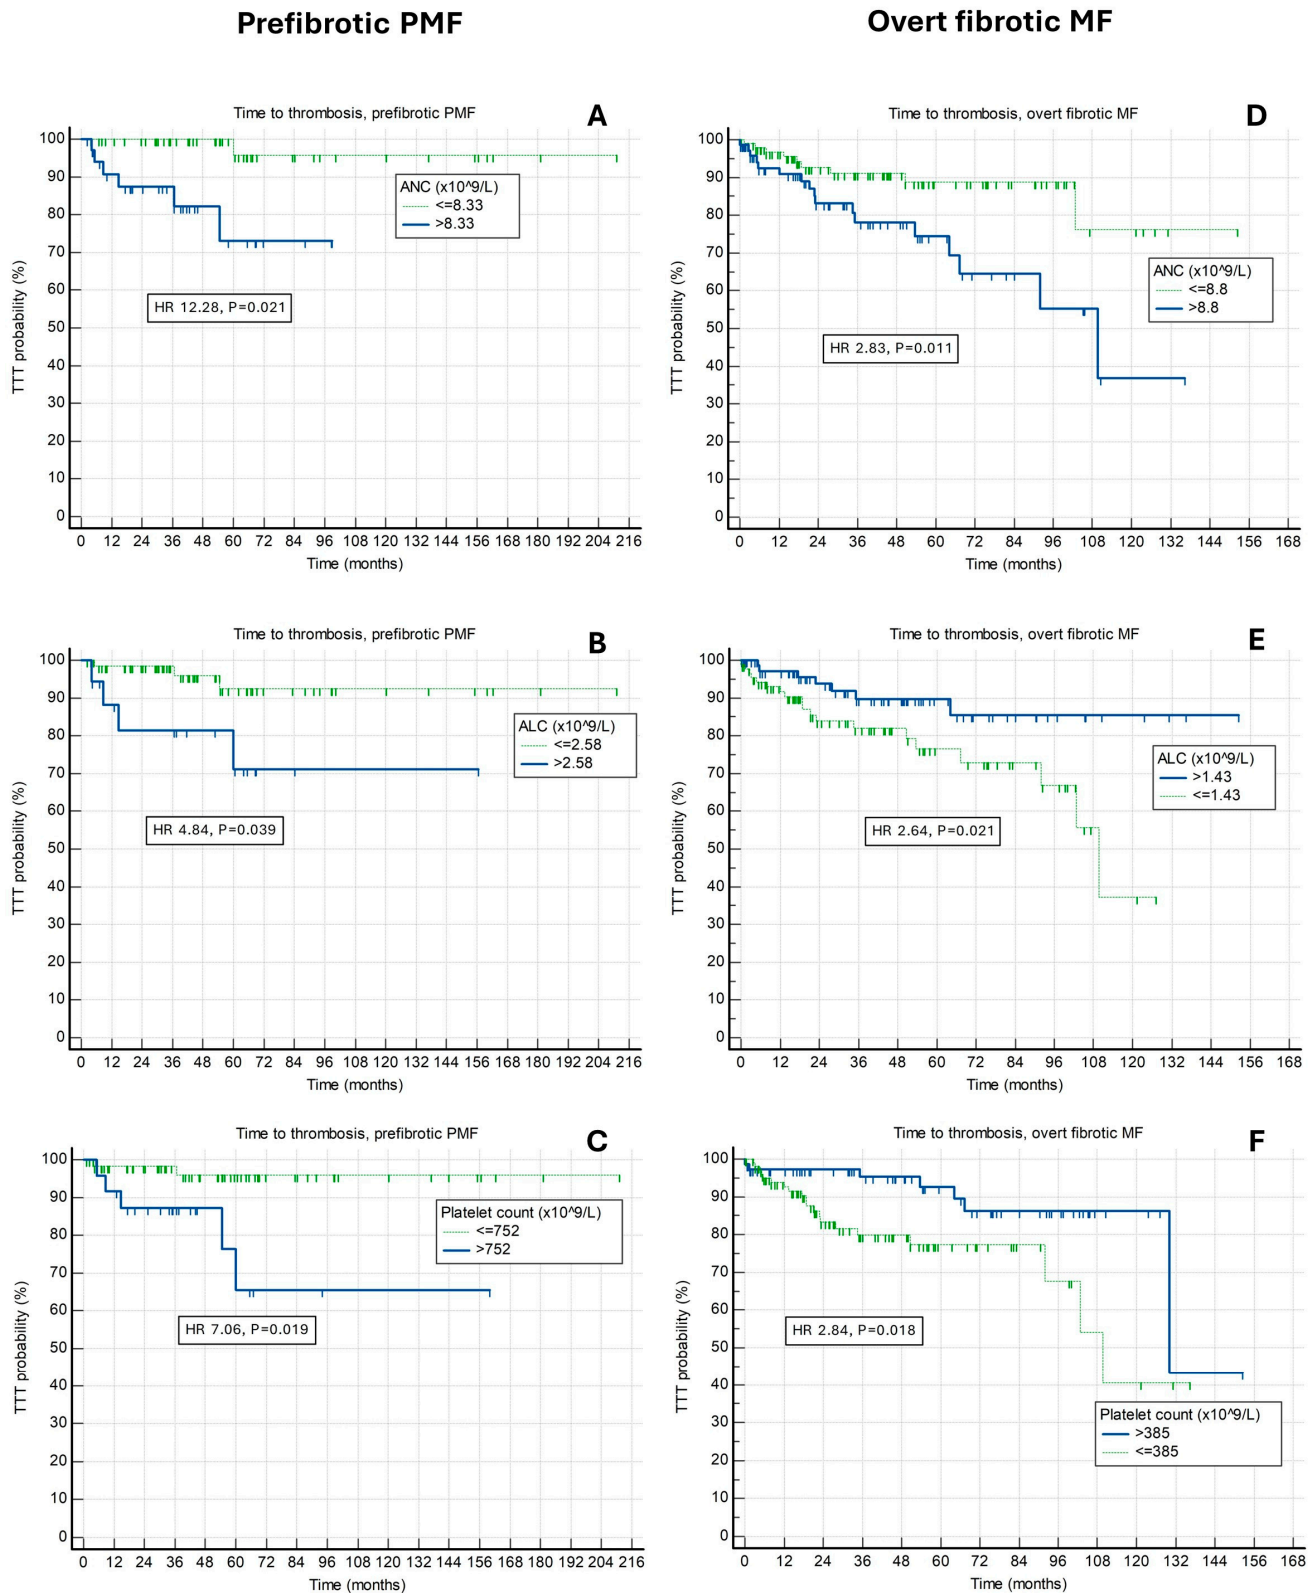 Prefibrotic PMF
Overt fibrotic MF
Time to thrombosis, prefibrotic PMF
A
TTT probability (%)
100
90
80
70
60
50
40
30
20
10
0
ANC (x10^9/L)
<=8.33
>8.33
HR 12.28, P=0.021
0 12 24 36 48 60 72 84 96 108 120 132 144 156 168 180 192 204 216
Time (months)
Time to thrombosis, overt fibrotic MF
D
TTT probability (%)
100
90
80
70
60
50
40
30
20
10
0
ANC (x10^9/L)
<=8.8
>8.8
HR 2.83, P=0.011
0 12 24 36 48 60 72 84 96 108 120 132 144 156 168
Time (months)
Time to thrombosis, prefibrotic PMF
B
TTT probability (%)
100
90
80
70
60
50
40
30
20
10
0
ALC (x10^9/L)
<=2.58
>2.58
HR 4.84, P=0.039
0 12 24 36 48 60 72 84 96 108 120 132 144 156 168 180 192 204 216
Time (months)
Time to thrombosis, overt fibrotic MF
E
TTT probability (%)
100
90
80
70
60
50
40
30
20
10
0
ALC (x10^9/L)
>1.43
<=1.43
HR 2.64, P=0.021
0 12 24 36 48 60 72 84 96 108 120 132 144 156 168
Time (months)
Time to thrombosis, prefibrotic PMF
C
TTT probability (%)
100
90
80
70
60
50
40
30
20
10
0
Platelet count (x10^9/L)
<=752
>752
HR 7.06, P=0.019
0 12 24 36 48 60 72 84 96 108 120 132 144 156 168 180 192 204 216
Time (months)
Time to thrombosis, overt fibrotic MF
F
TTT probability (%)
100
90
80
70
60
50
40
30
20
10
0
HR 2.84, P=0.018
Platelet count (x10^9/L)
>385
<=385
0 12 24 36 48 60 72 84 96 108 120 132 144 156 168
Time (months)